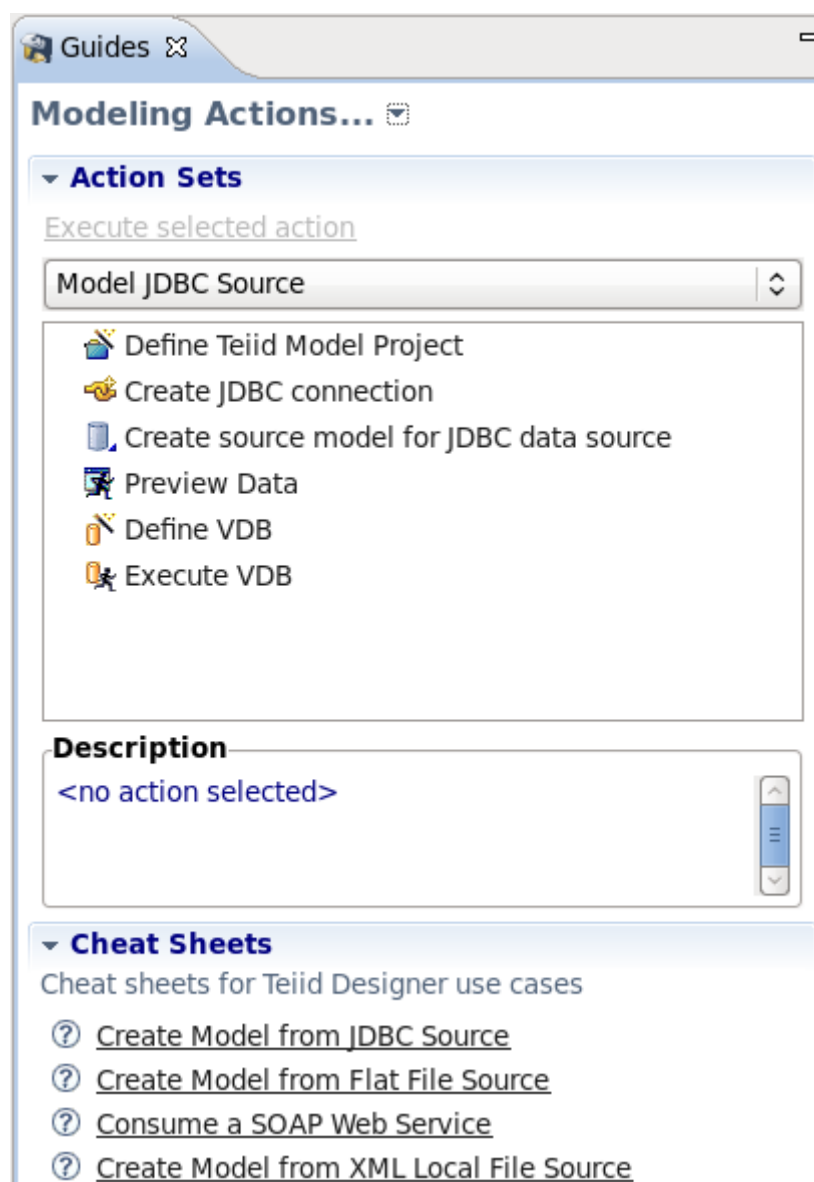 Guides
Modeling Actions...
Action Sets
Execute selected action
Model JDBC Source
Define Teiid Model Project
Create JDBC connection
Create source model for JDBC data source
Preview Data
Define VDB
Execute VDB
Description
<no action selected>
Cheat Sheets
Cheat sheets for Teiid Designer use cases
Create Model from JDBC Source
Create Model from Flat File Source
Consume a SOAP Web Service
Create Model from XML Local File Source